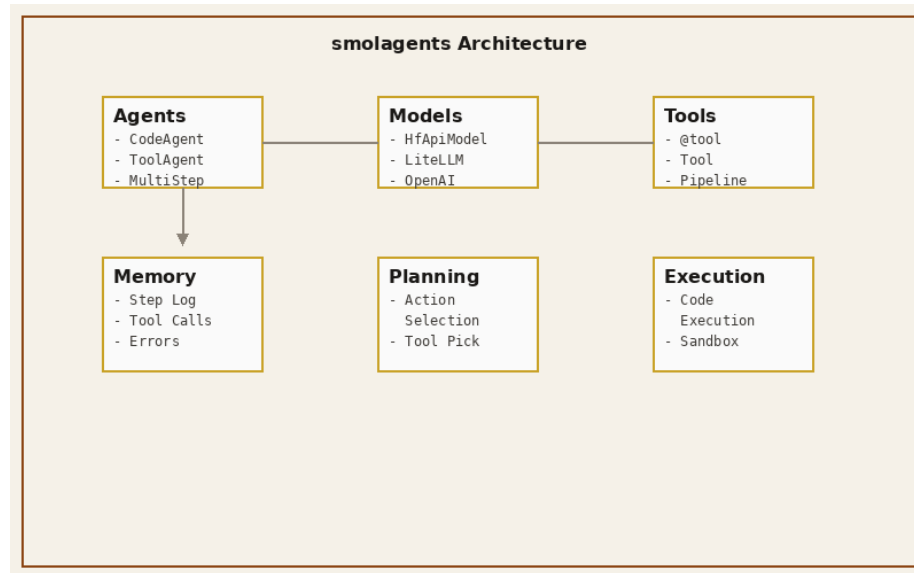 smolagents Architecture
Agents
- CodeAgent
- ToolAgent
- MultiStep
Models
- HfApiModel
- LiteLLM
- OpenAI
Tools
- @tool
- Tool
- Pipeline
Memory
- Step Log
- Tool Calls
- Errors
Planning
- Action
Selection
- Tool Pick
Execution
- Code
Execution
- Sandbox